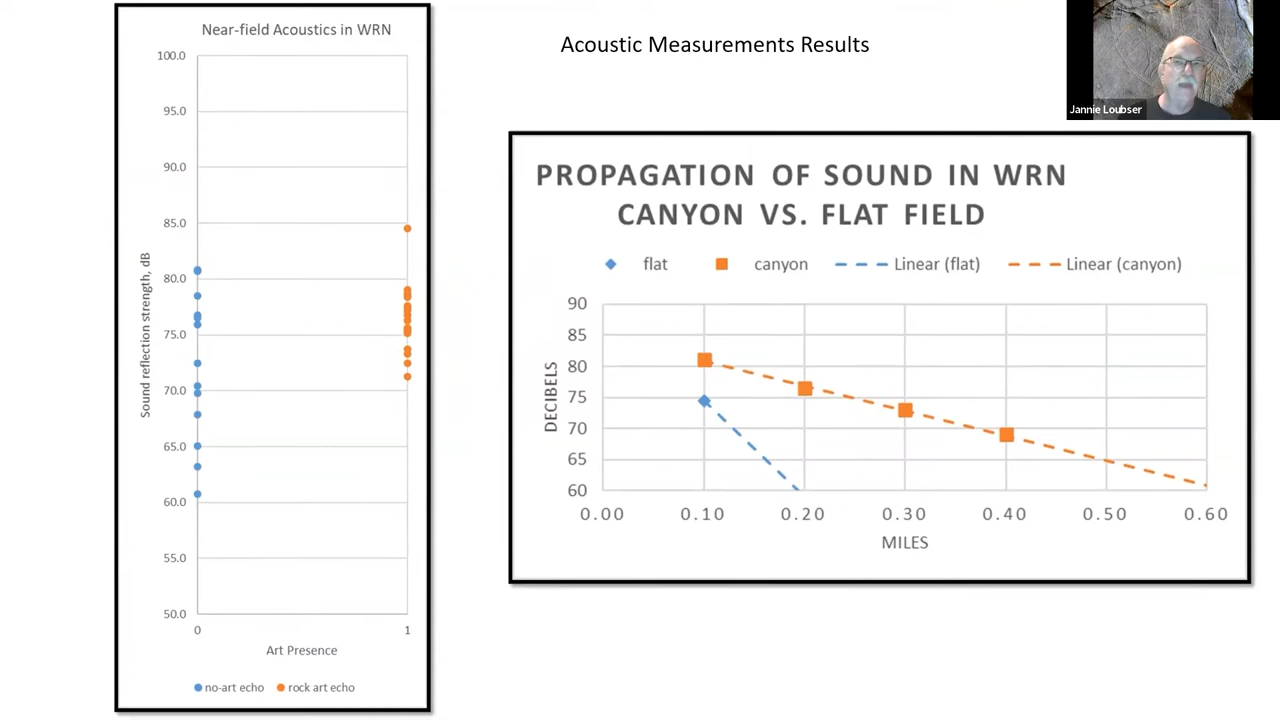 Near-field Acoustics in WRN
100.0
95.0
90.0
85.0
80.0
75.0
70.0
65.0
60.0
55.0
50.0
Sound reflection strength, dB
0 1
Art Presence
no-art echo rock art echo
Acoustic Measurements Results
Jannie Loubser
PROPAGATION OF SOUND IN WRN
CANYON VS. FLAT FIELD
flat canyon Linear (flat) Linear (canyon)
90
85
80
75
70
65
60
DECIBELS
0.00 0.10 0.20 0.30 0.40 0.50 0.60
MILES